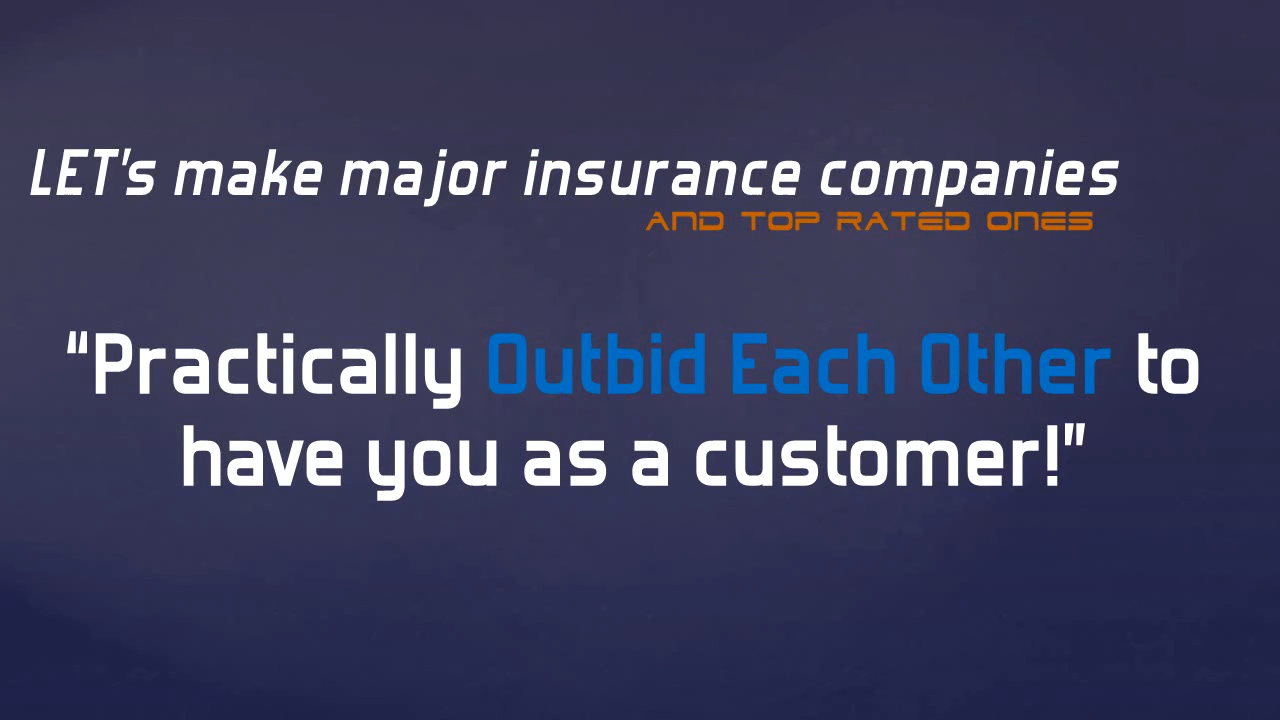 LET's make major insurance companies
AND TOP RATED ONES
"Practically Outbid Each Other to
have you as a customer!"